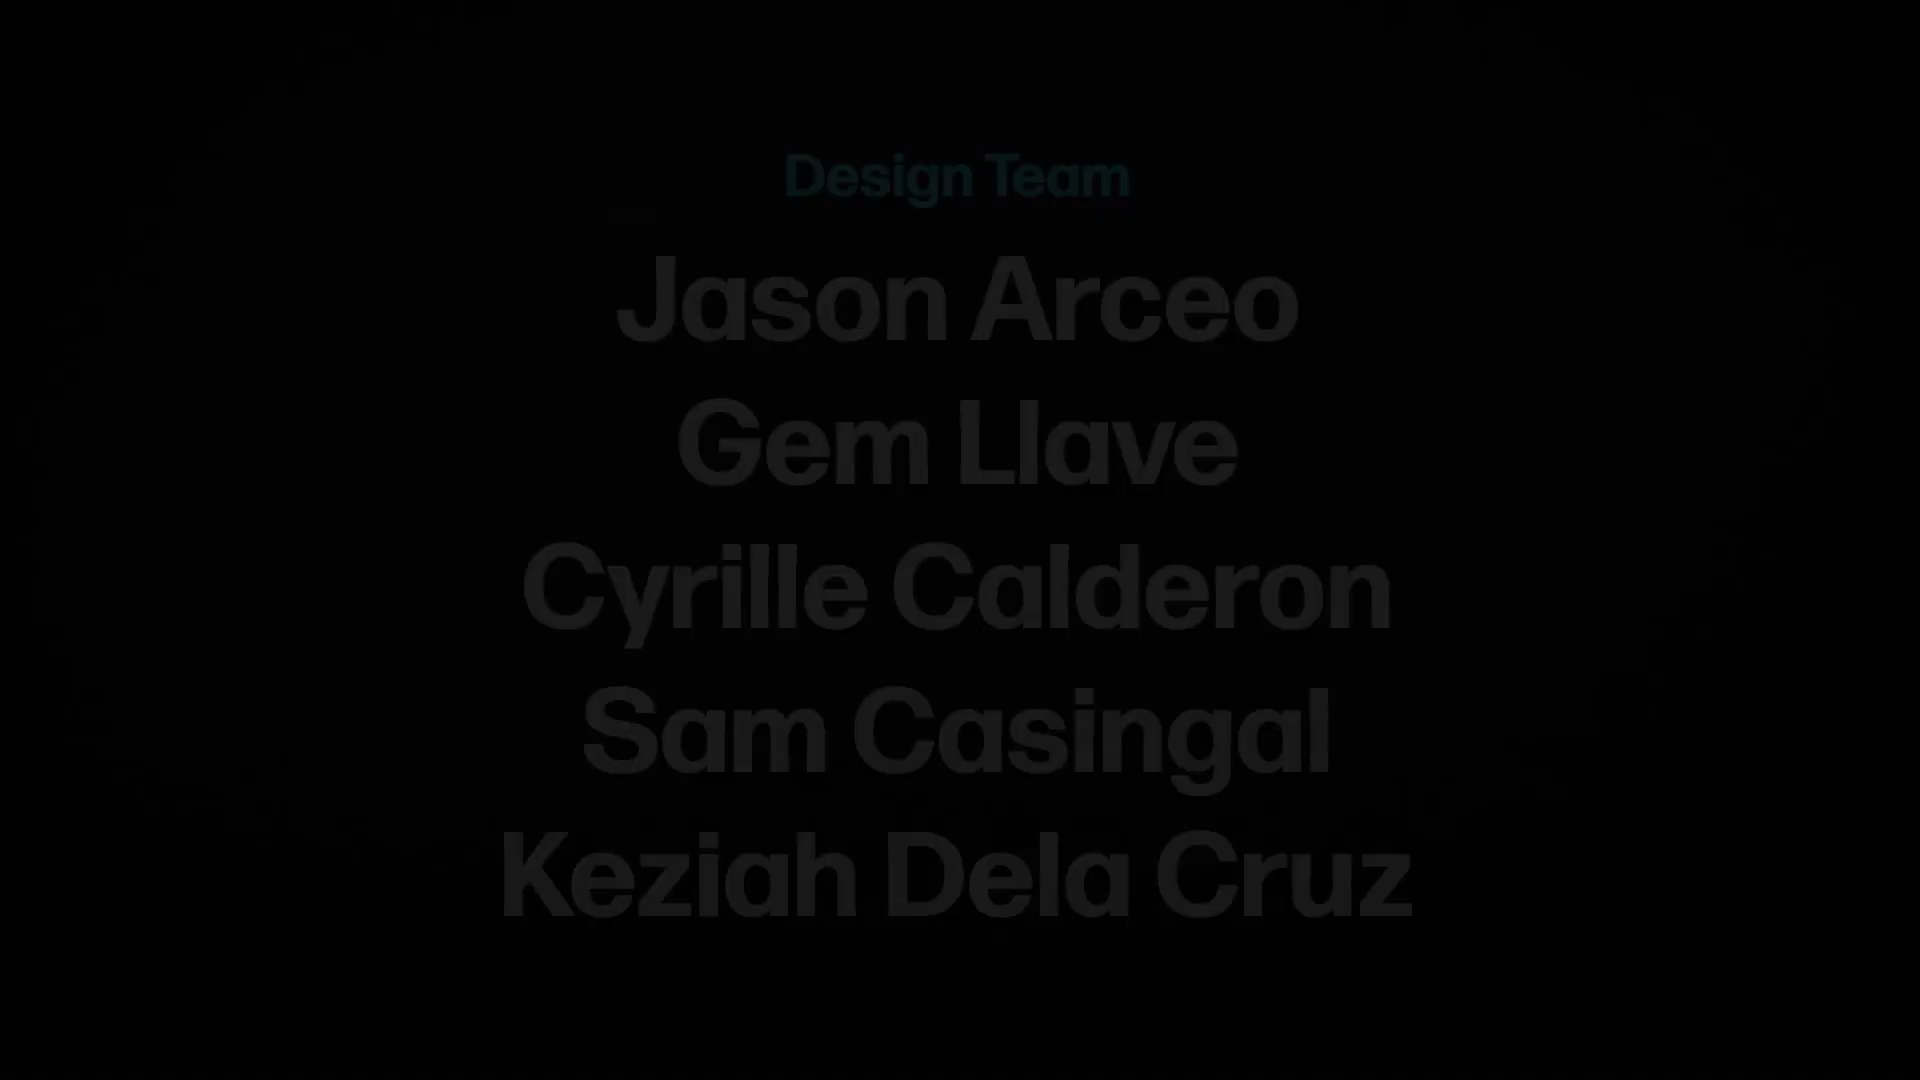 Design Team
Jason Arceo
Gem Llave
Cyrille Calderon
Sam Casingal
Keziah Dela Cruz